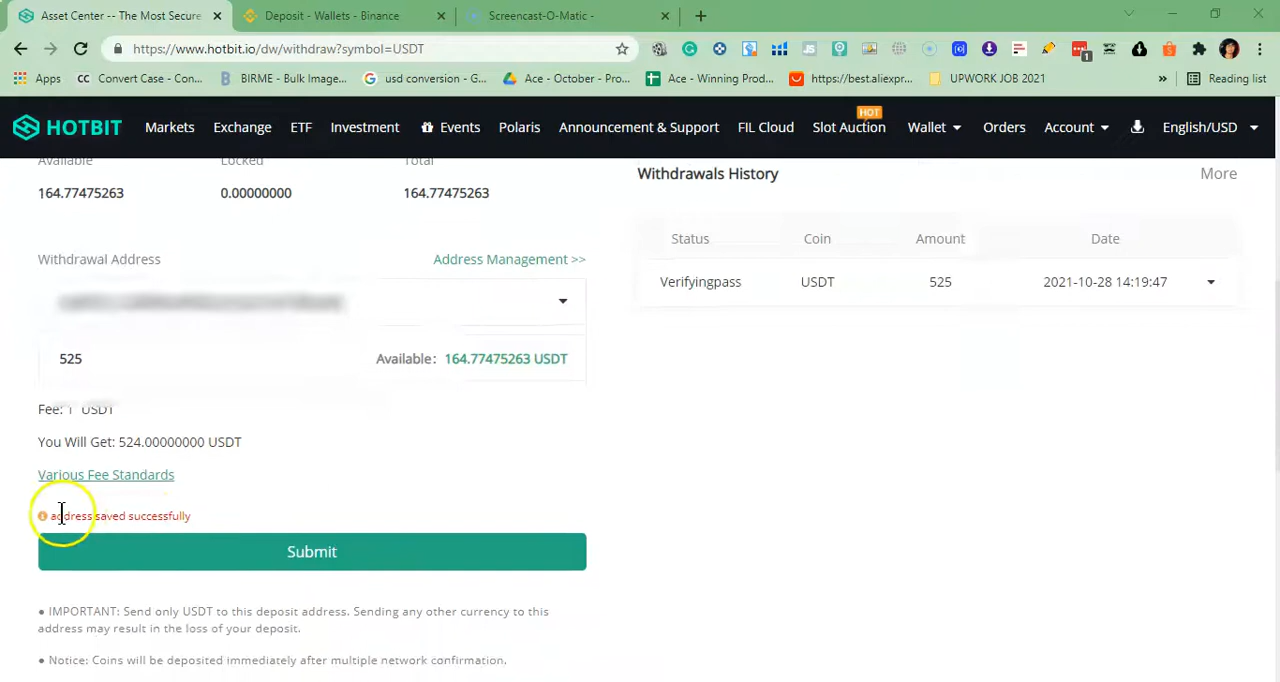 Asset Center -- The Most Secure
Deposit - Wallets - Binance
Screencast-O-Matic -
https://www.hotbit.io/dw/withdraw?symbol=USDT
1
Apps
CC Convert Case - Con...
BIRME - Bulk Image...
usd conversion - G...
Ace - October - Pro...
Ace - Winning Prod...
https://best.aliexpr...
UPWORK JOB 2021
»
Reading list
HOTBIT
Markets
Exchange
ETF
Investment
Events
Polaris
Announcement & Support
FIL Cloud
HOT
Slot Auction
Wallet
Orders
Account
English/USD
Available
Locked
Total
164.77475263
0.00000000
164.77475263
Withdrawals History
More
Status
Coin
Amount
Date
Verifyingpass
USDT
525
2021-10-28 14:19:47
Withdrawal Address
Address Management >>
525
Available: 164.77475263 USDT
Fee: 1 USDT
You Will Get: 524.00000000 USDT
Various Fee Standards
address saved successfully
Submit
● IMPORTANT: Send only USDT to this deposit address. Sending any other currency to this
address may result in the loss of your deposit.
● Notice: Coins will be deposited immediately after multiple network confirmation.